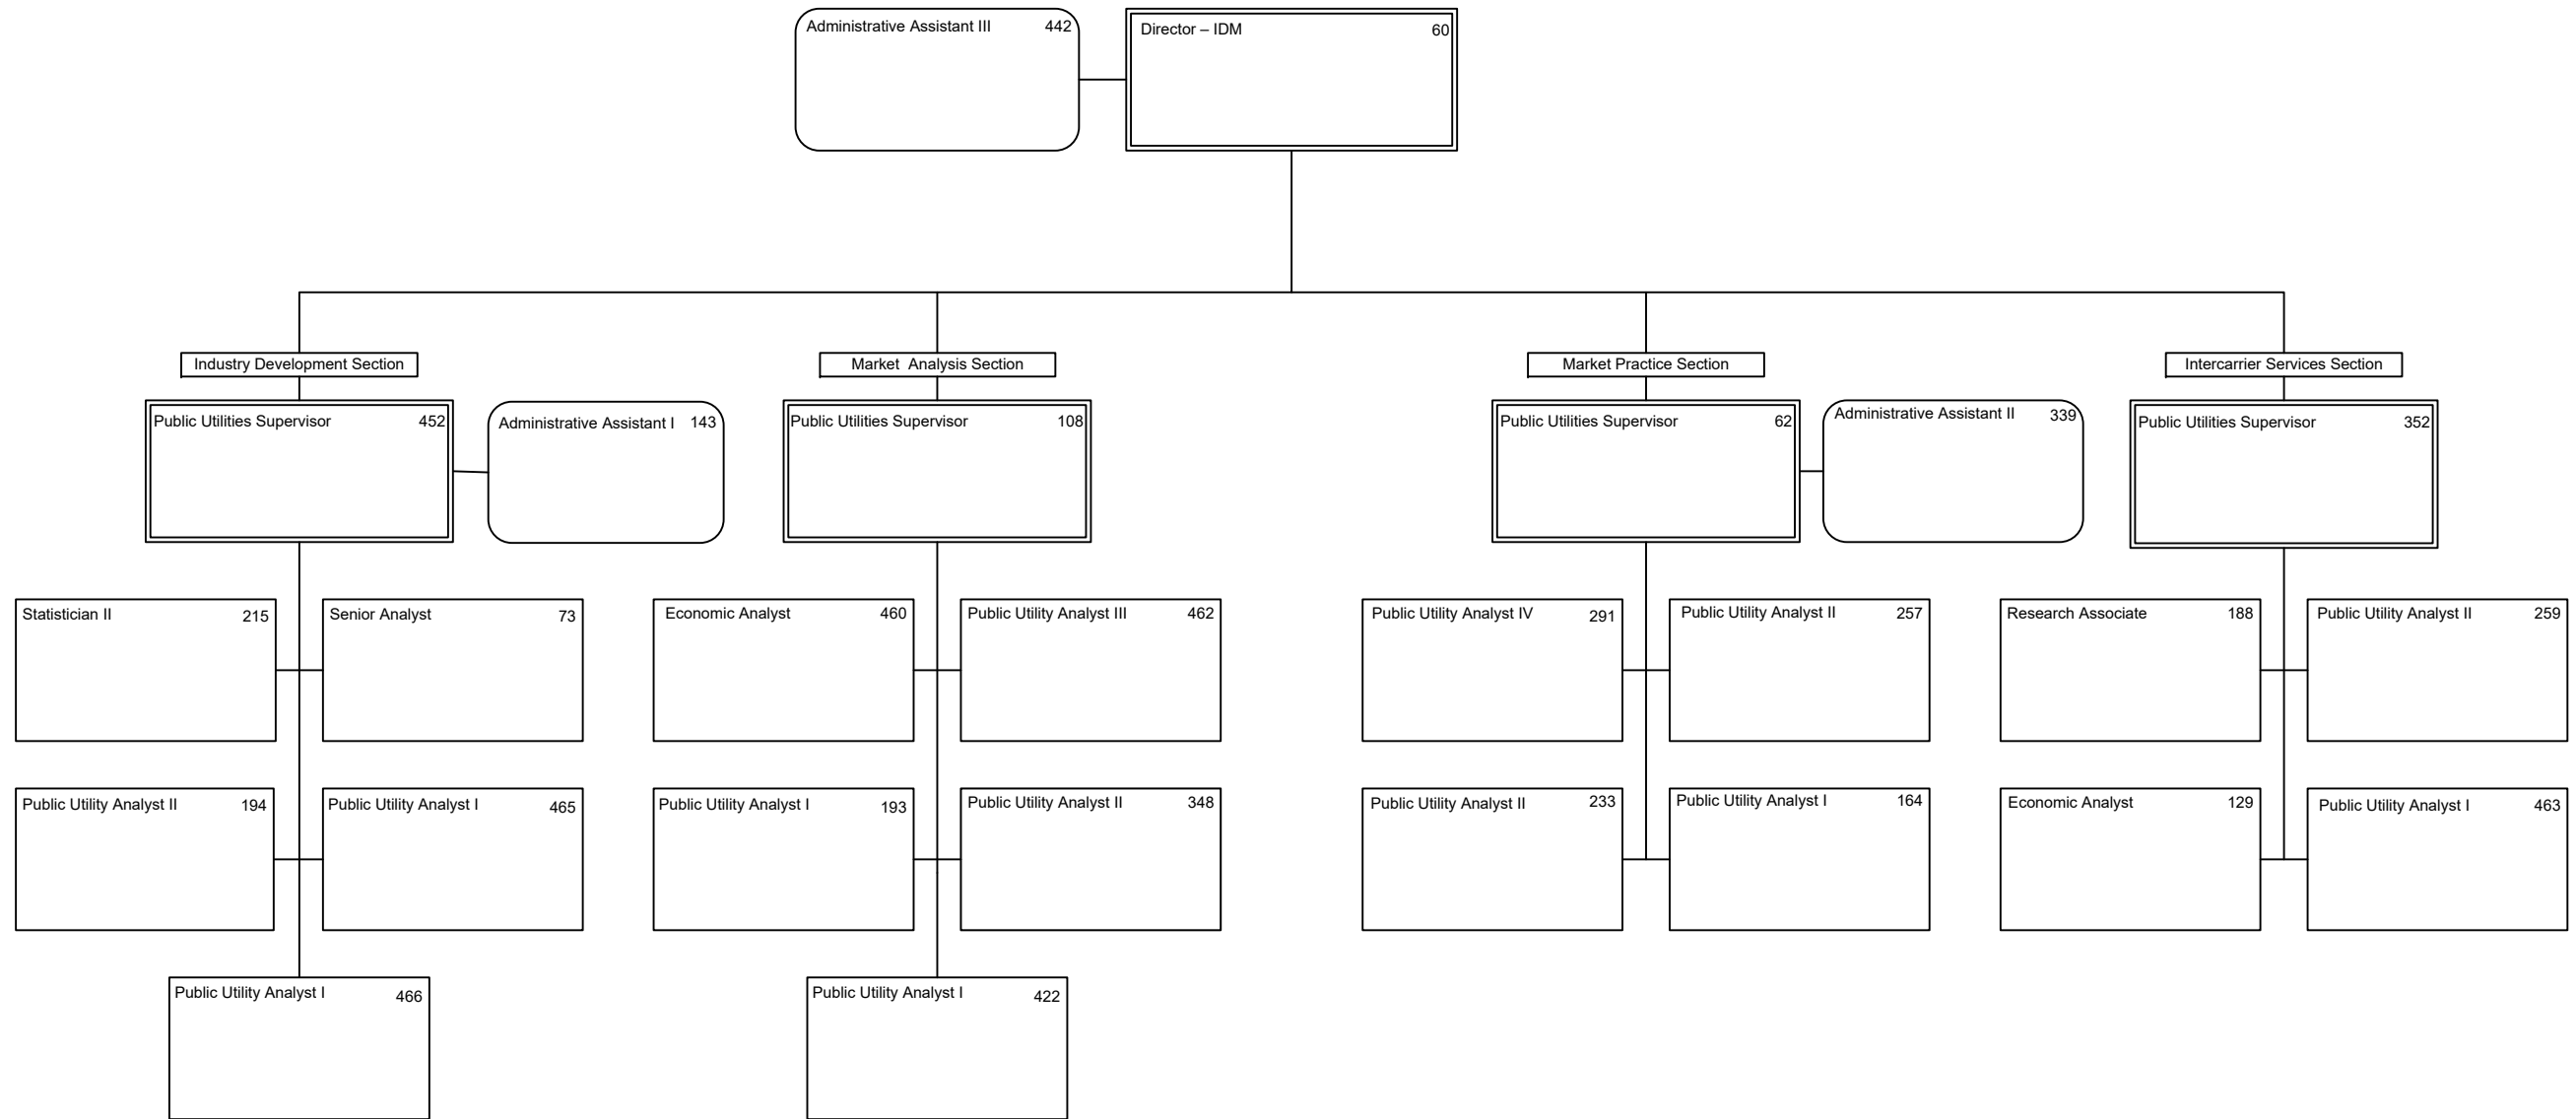 Administrative Assistant III 442
Director – IDM 60
Industry Development Section
Market Analysis Section
Market Practice Section
Intercarrier Services Section
Public Utilities Supervisor 452
Administrative Assistant I 143
Public Utilities Supervisor 108
Public Utilities Supervisor 62
Administrative Assistant II 339
Public Utilities Supervisor 352
Statistician II 215
Senior Analyst 73
Economic Analyst 460
Public Utility Analyst III 462
Public Utility Analyst IV 291
Public Utility Analyst II 257
Research Associate 188
Public Utility Analyst II 259
Public Utility Analyst II 194
Public Utility Analyst I 465
Public Utility Analyst I 193
Public Utility Analyst II 348
Public Utility Analyst II 233
Public Utility Analyst I 164
Economic Analyst 129
Public Utility Analyst I 463
Public Utility Analyst I 466
Public Utility Analyst I 422